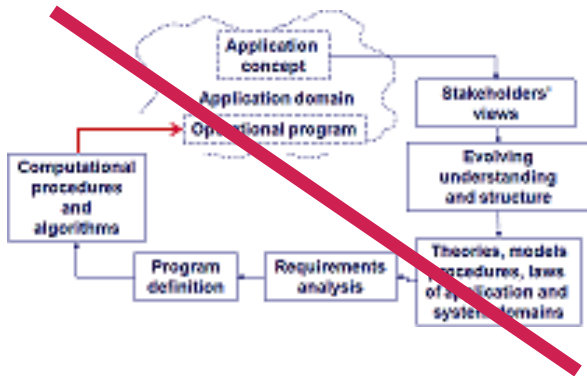 Application
concept
Application domain
Operational program
Stakeholders'
views
Evolving
understanding
and structure
Theories, models
procedures, laws
of application and
system domains
Requirements
analysis
Program
definition
Computational
procedures
and
algorithms